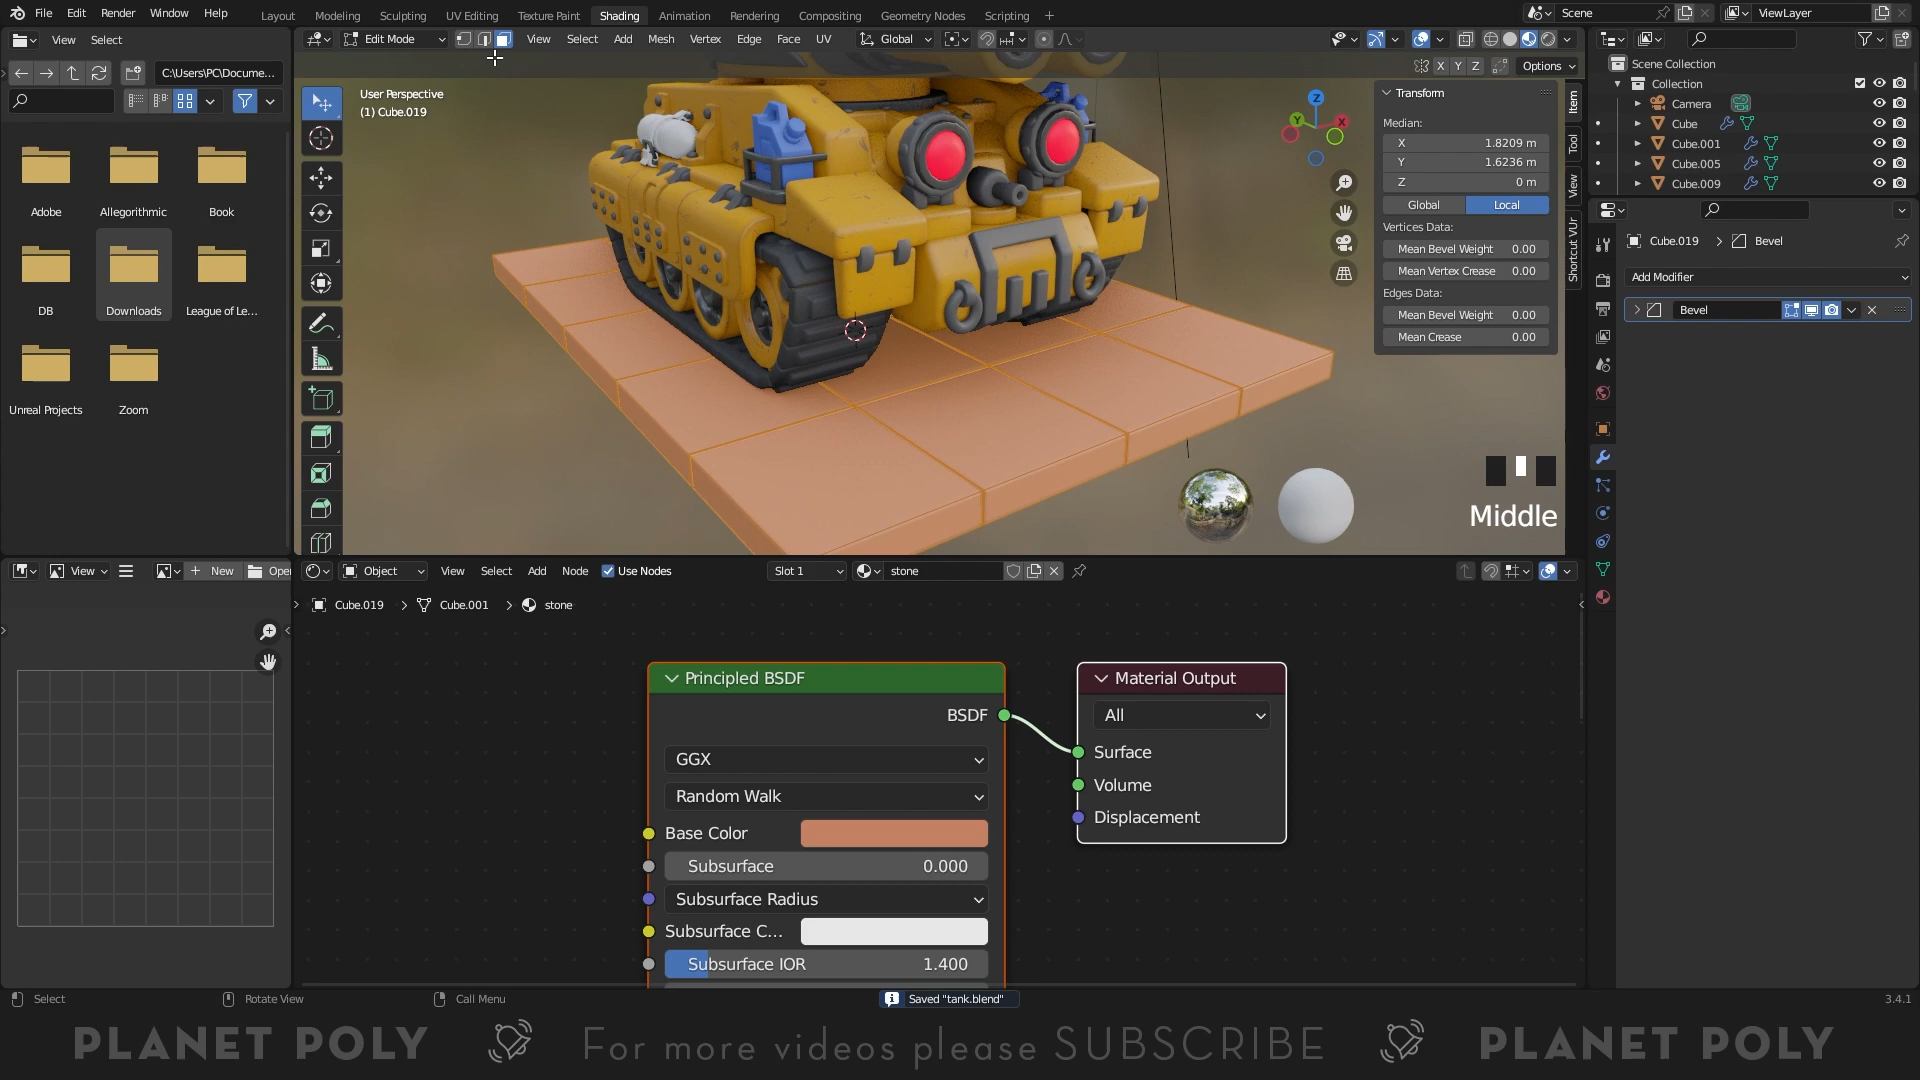 File Edit Render Window Help Layout Modeling Sculpting UV Editing Texture Paint Shading Animation Rendering Compositing Geometry Nodes Scripting + Scene ViewLayer
View Select Edit Mode View Select Add Mesh Vertex Edge Face UV Global
C:\Users\PC\Docume...
X Y Z Options
Adobe Allegorithmic Book
DB Downloads League of Le...
Unreal Projects Zoom
User Perspective
(1) Cube.019
Z
Y
X
Transform
Median:
X 1.8209 m
Y 1.6236 m
Z 0 m
Global Local
Vertices Data:
Mean Bevel Weight 0.00
Mean Vertex Crease 0.00
Edges Data:
Mean Bevel Weight 0.00
Mean Crease 0.00
Item
Tool
View
Shortcut VUr
Middle
Scene Collection
Collection
Camera
Cube
Cube.001
Cube.005
Cube.009
Cube.019 > Bevel
Add Modifier
Bevel
View New Open
Object View Select Add Node Use Nodes Slot 1 stone
Cube.019 > Cube.001 > stone
Principled BSDF
BSDF
GGX
Random Walk
Base Color
Subsurface 0.000
Subsurface Radius
Subsurface C...
Subsurface IOR 1.400
Material Output
All
Surface
Volume
Displacement
Select Rotate View Call Menu Saved "tank.blend" 3.4.1
PLANET POLY For more videos please SUBSCRIBE PLANET POLY